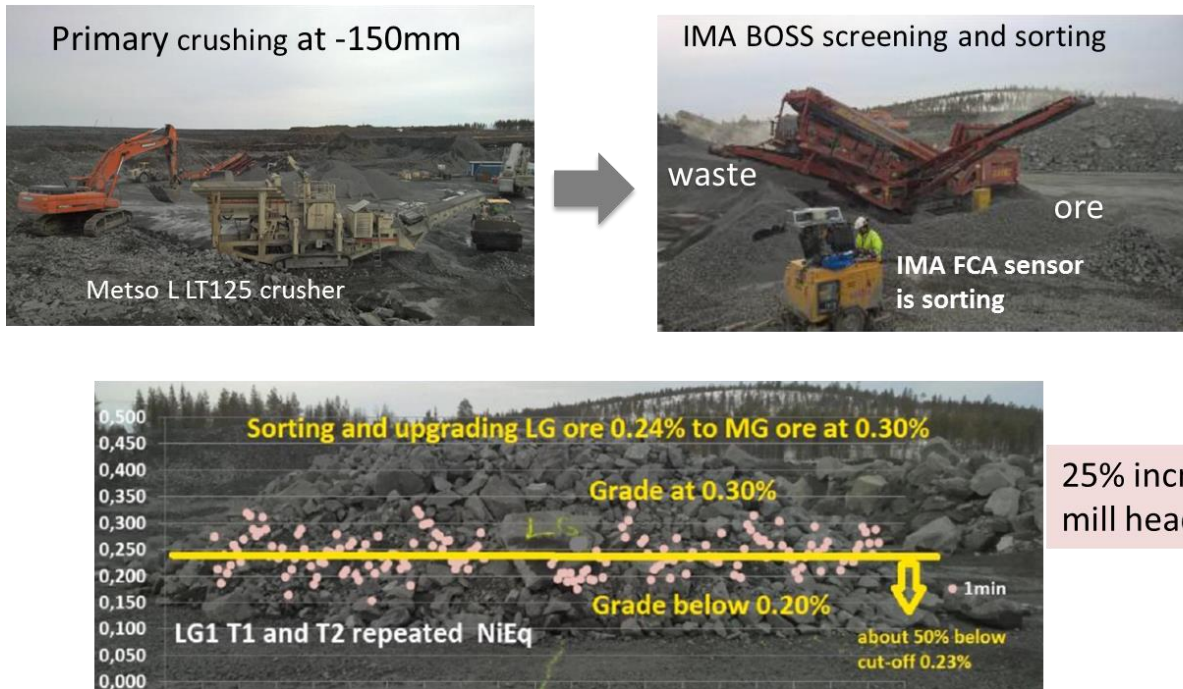 Primary crushing at -150mm
Metso L LT125 crusher
IMA BOSS screening and sorting
waste
ore
IMA FCA sensor
is sorting
0,500
0,450
0,400
0,350
0,300
0,250
0,200
0,150
0,100
0,050
0,000
Sorting and upgrading LG ore 0.24% to MG ore at 0.30%
Grade at 0.30%
LG
Grade below 0.20%
1min
LG1 T1 and T2 repeated NiEq
about 50% below
cut-off 0.23%
25% incr
mill head